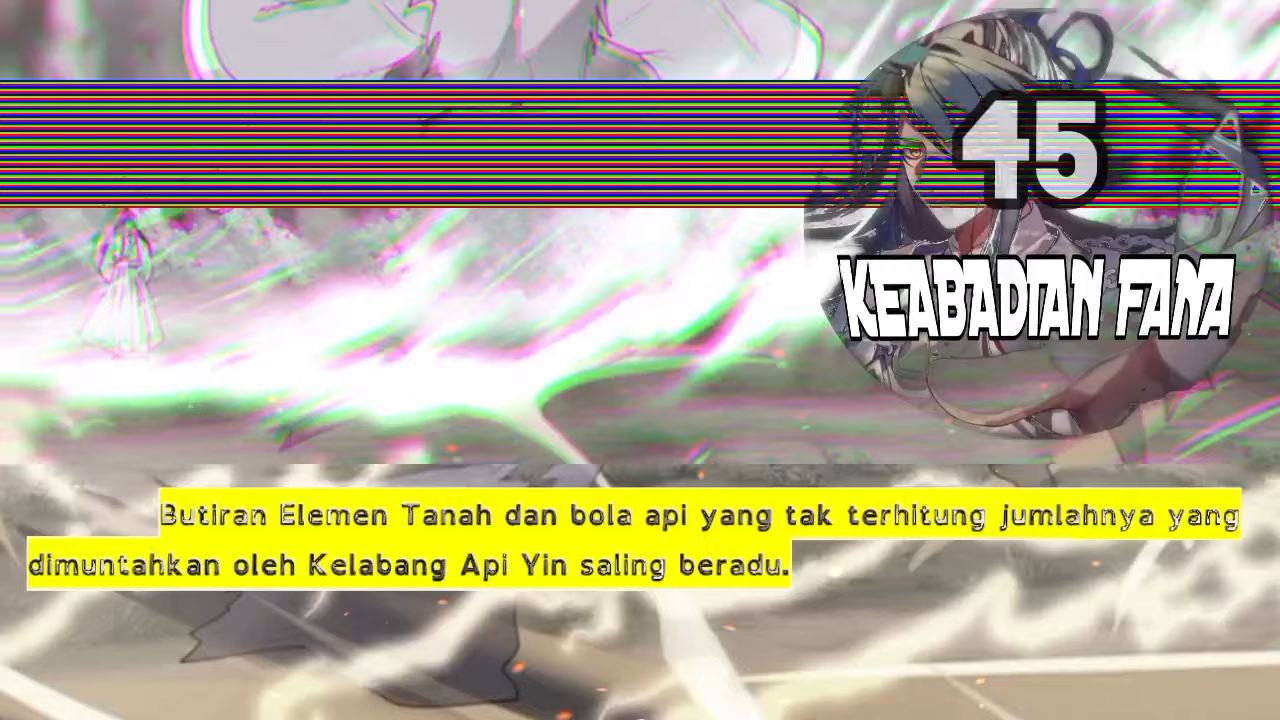 45
KEABADIAN FANA
Butiran Elemen Tanah dan bola api yang tak terhitung jumlahnya yang
dimuntahkan oleh Kelabang Api Yin saling beradu.